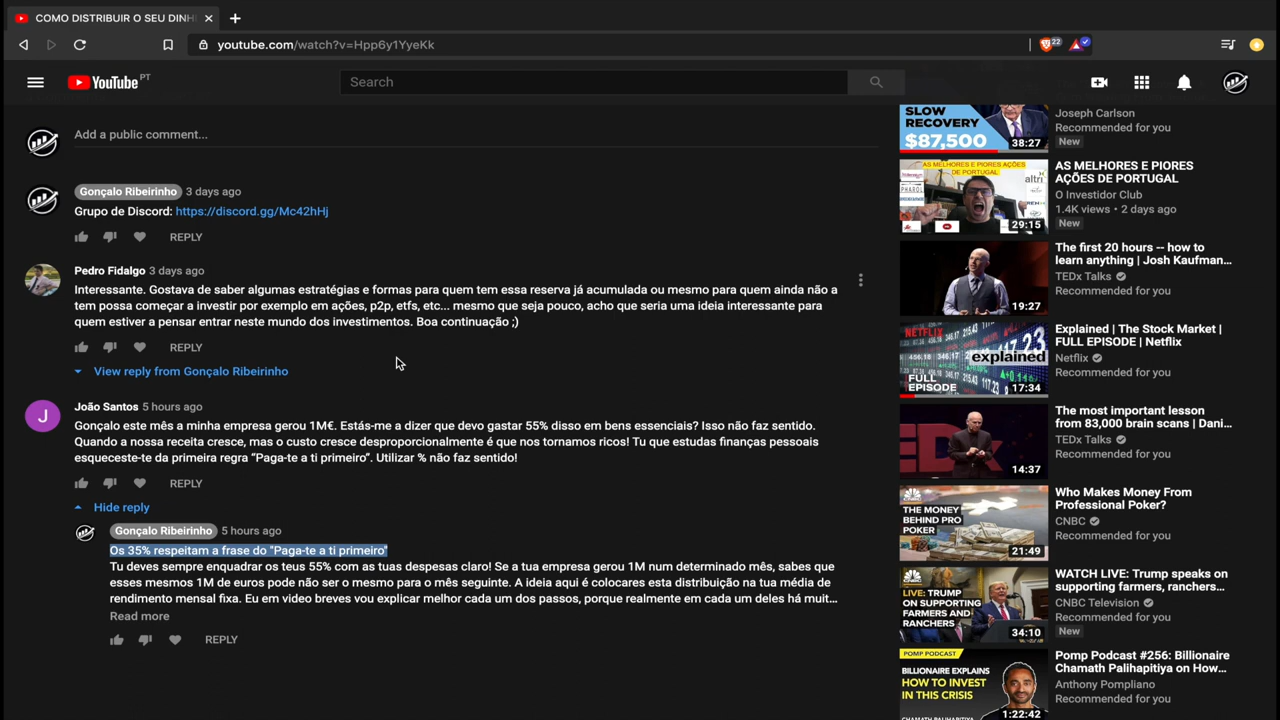 COMO DISTRIBUIR O SEU DINH
youtube.com/watch?v=Hpp6y1YyeKk
22
YouTube PT
Search
Add a public comment...
Gonçalo Ribeirinho 3 days ago
Grupo de Discord: https://discord.gg/Mc42hHj
REPLY
Pedro Fidalgo 3 days ago
Interessante. Gostava de saber algumas estratégias e formas para quem tem essa reserva já acumulada ou mesmo para quem ainda não a
tem possa começar a investir por exemplo em ações, p2p, etfs, etc... mesmo que seja pouco, acho que seria uma ideia interessante para
quem estiver a pensar entrar neste mundo dos investimentos. Boa continuação ;)
REPLY
View reply from Gonçalo Ribeirinho
J
João Santos 5 hours ago
Gonçalo este mês a minha empresa gerou 1M€. Estás-me a dizer que devo gastar 55% disso em bens essenciais? Isso não faz sentido.
Quando a nossa receita cresce, mas o custo cresce desproporcionalmente é que nos tornamos ricos! Tu que estudas finanças pessoais
esqueceste-te da primeira regra “Paga-te a ti primeiro”. Utilizar % não faz sentido!
REPLY
Hide reply
Gonçalo Ribeirinho 5 hours ago
Os 35% respeitam a frase do "Paga-te a ti primeiro"
Tu deves sempre enquadrar os teus 55% com as tuas despesas claro! Se a tua empresa gerou 1M num determinado mês, sabes que
esses mesmos 1M de euros pode não ser o mesmo para o mês seguinte. A ideia aqui é colocares esta distribuição na tua média de
rendimento mensal fixa. Eu em video breves vou explicar melhor cada um dos passos, porque realmente em cada um deles há muit...
Read more
REPLY
SLOW
RECOVERY
$87,500
38:27
Joseph Carlson
Recommended for you
New
AS MELHORES E PIORES AÇÕES
DE PORTUGAL
altri
29:15
AS MELHORES E PIORES
AÇÕES DE PORTUGAL
O Investidor Club
1.4K views • 2 days ago
New
19:27
The first 20 hours -- how to
learn anything | Josh Kaufman...
TEDx Talks
Recommended for you
NETFLIX
explained
FULL
EPISODE
17:34
Explained | The Stock Market |
FULL EPISODE | Netflix
Netflix
Recommended for you
14:37
The most important lesson
from 83,000 brain scans | Dani...
TEDx Talks
Recommended for you
CNBC
THE MONEY
BEHIND PRO
POKER
21:49
Who Makes Money From
Professional Poker?
CNBC
Recommended for you
CNBC
LIVE: TRUMP
ON SUPPORTING
FARMERS AND
RANCHERS
34:10
WATCH LIVE: Trump speaks on
supporting farmers, ranchers...
CNBC Television
Recommended for you
New
POMP PODCAST
BILLIONAIRE EXPLAINS
HOW TO INVEST
IN THIS CRISIS
CHAMATH PALIHAPITIYA
1:22:42
Pomp Podcast #256: Billionaire
Chamath Palihapitiya on How...
Anthony Pompliano
Recommended for you